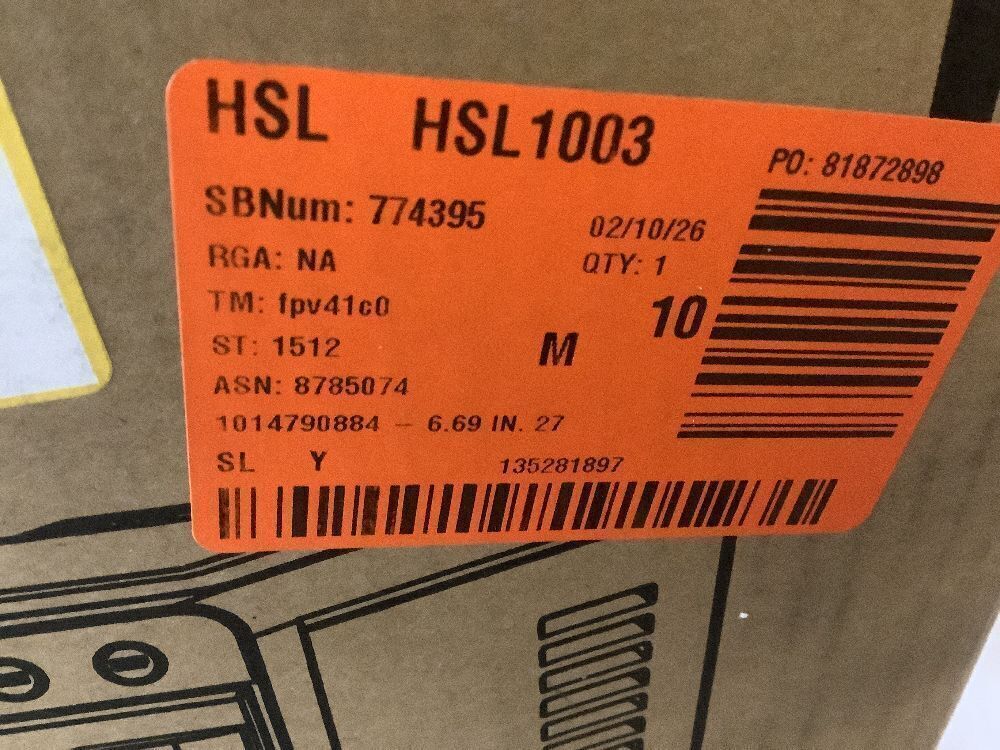 HSL HSL1003
PO: 81872898
SBNum: 774395
02/10/26
RGA: NA
QTY: 1
TM: fpv41c0
10
ST: 1512
M
ASN: 8785074
1014790884 - 6.69 IN. 27
SL Y 135281897